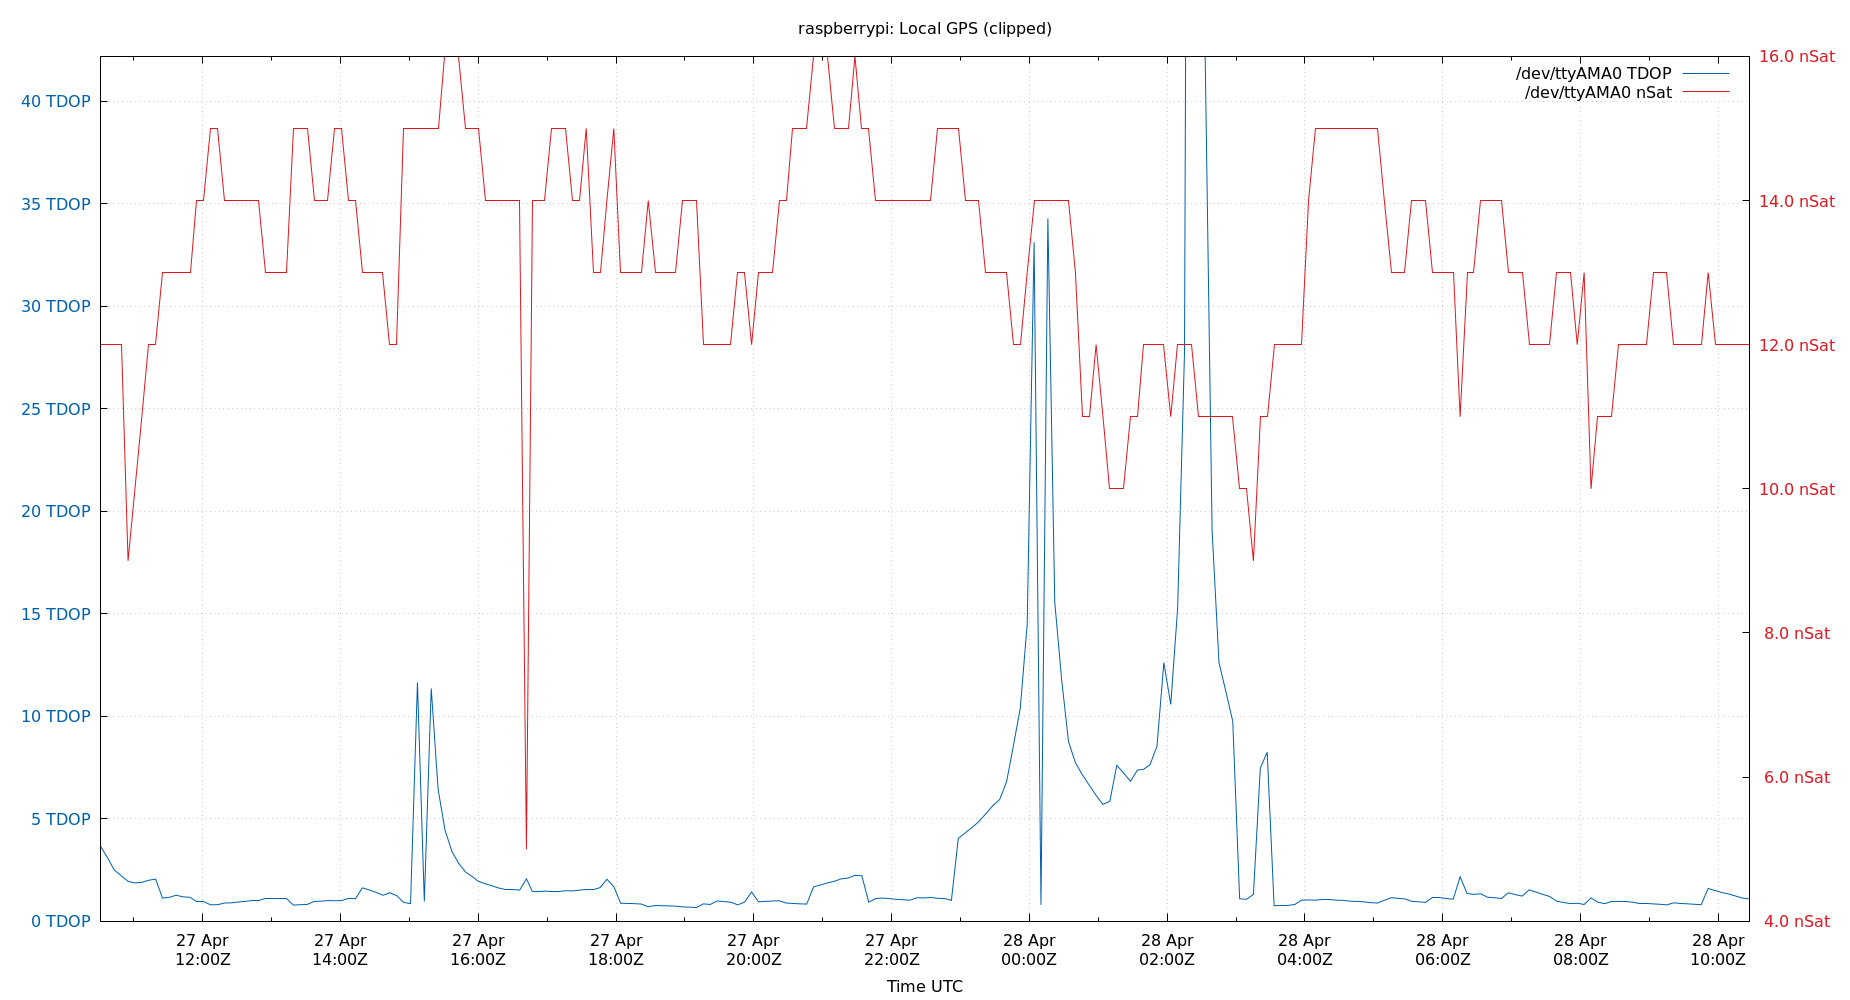 raspberrypi: Local GPS (clipped)
/dev/ttyAMA0 TDOP
/dev/ttyAMA0 nSat
40 TDOP
35 TDOP
30 TDOP
25 TDOP
20 TDOP
15 TDOP
10 TDOP
5 TDOP
0 TDOP
16.0 nSat
14.0 nSat
12.0 nSat
10.0 nSat
8.0 nSat
6.0 nSat
4.0 nSat
27 Apr
12:00Z
27 Apr
14:00Z
27 Apr
16:00Z
27 Apr
18:00Z
27 Apr
20:00Z
27 Apr
22:00Z
28 Apr
00:00Z
28 Apr
02:00Z
28 Apr
04:00Z
28 Apr
06:00Z
28 Apr
08:00Z
28 Apr
10:00Z
Time UTC